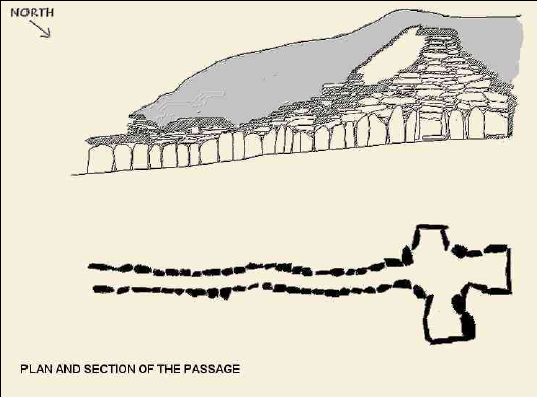 NORTH
PLAN AND SECTION OF THE PASSAGE